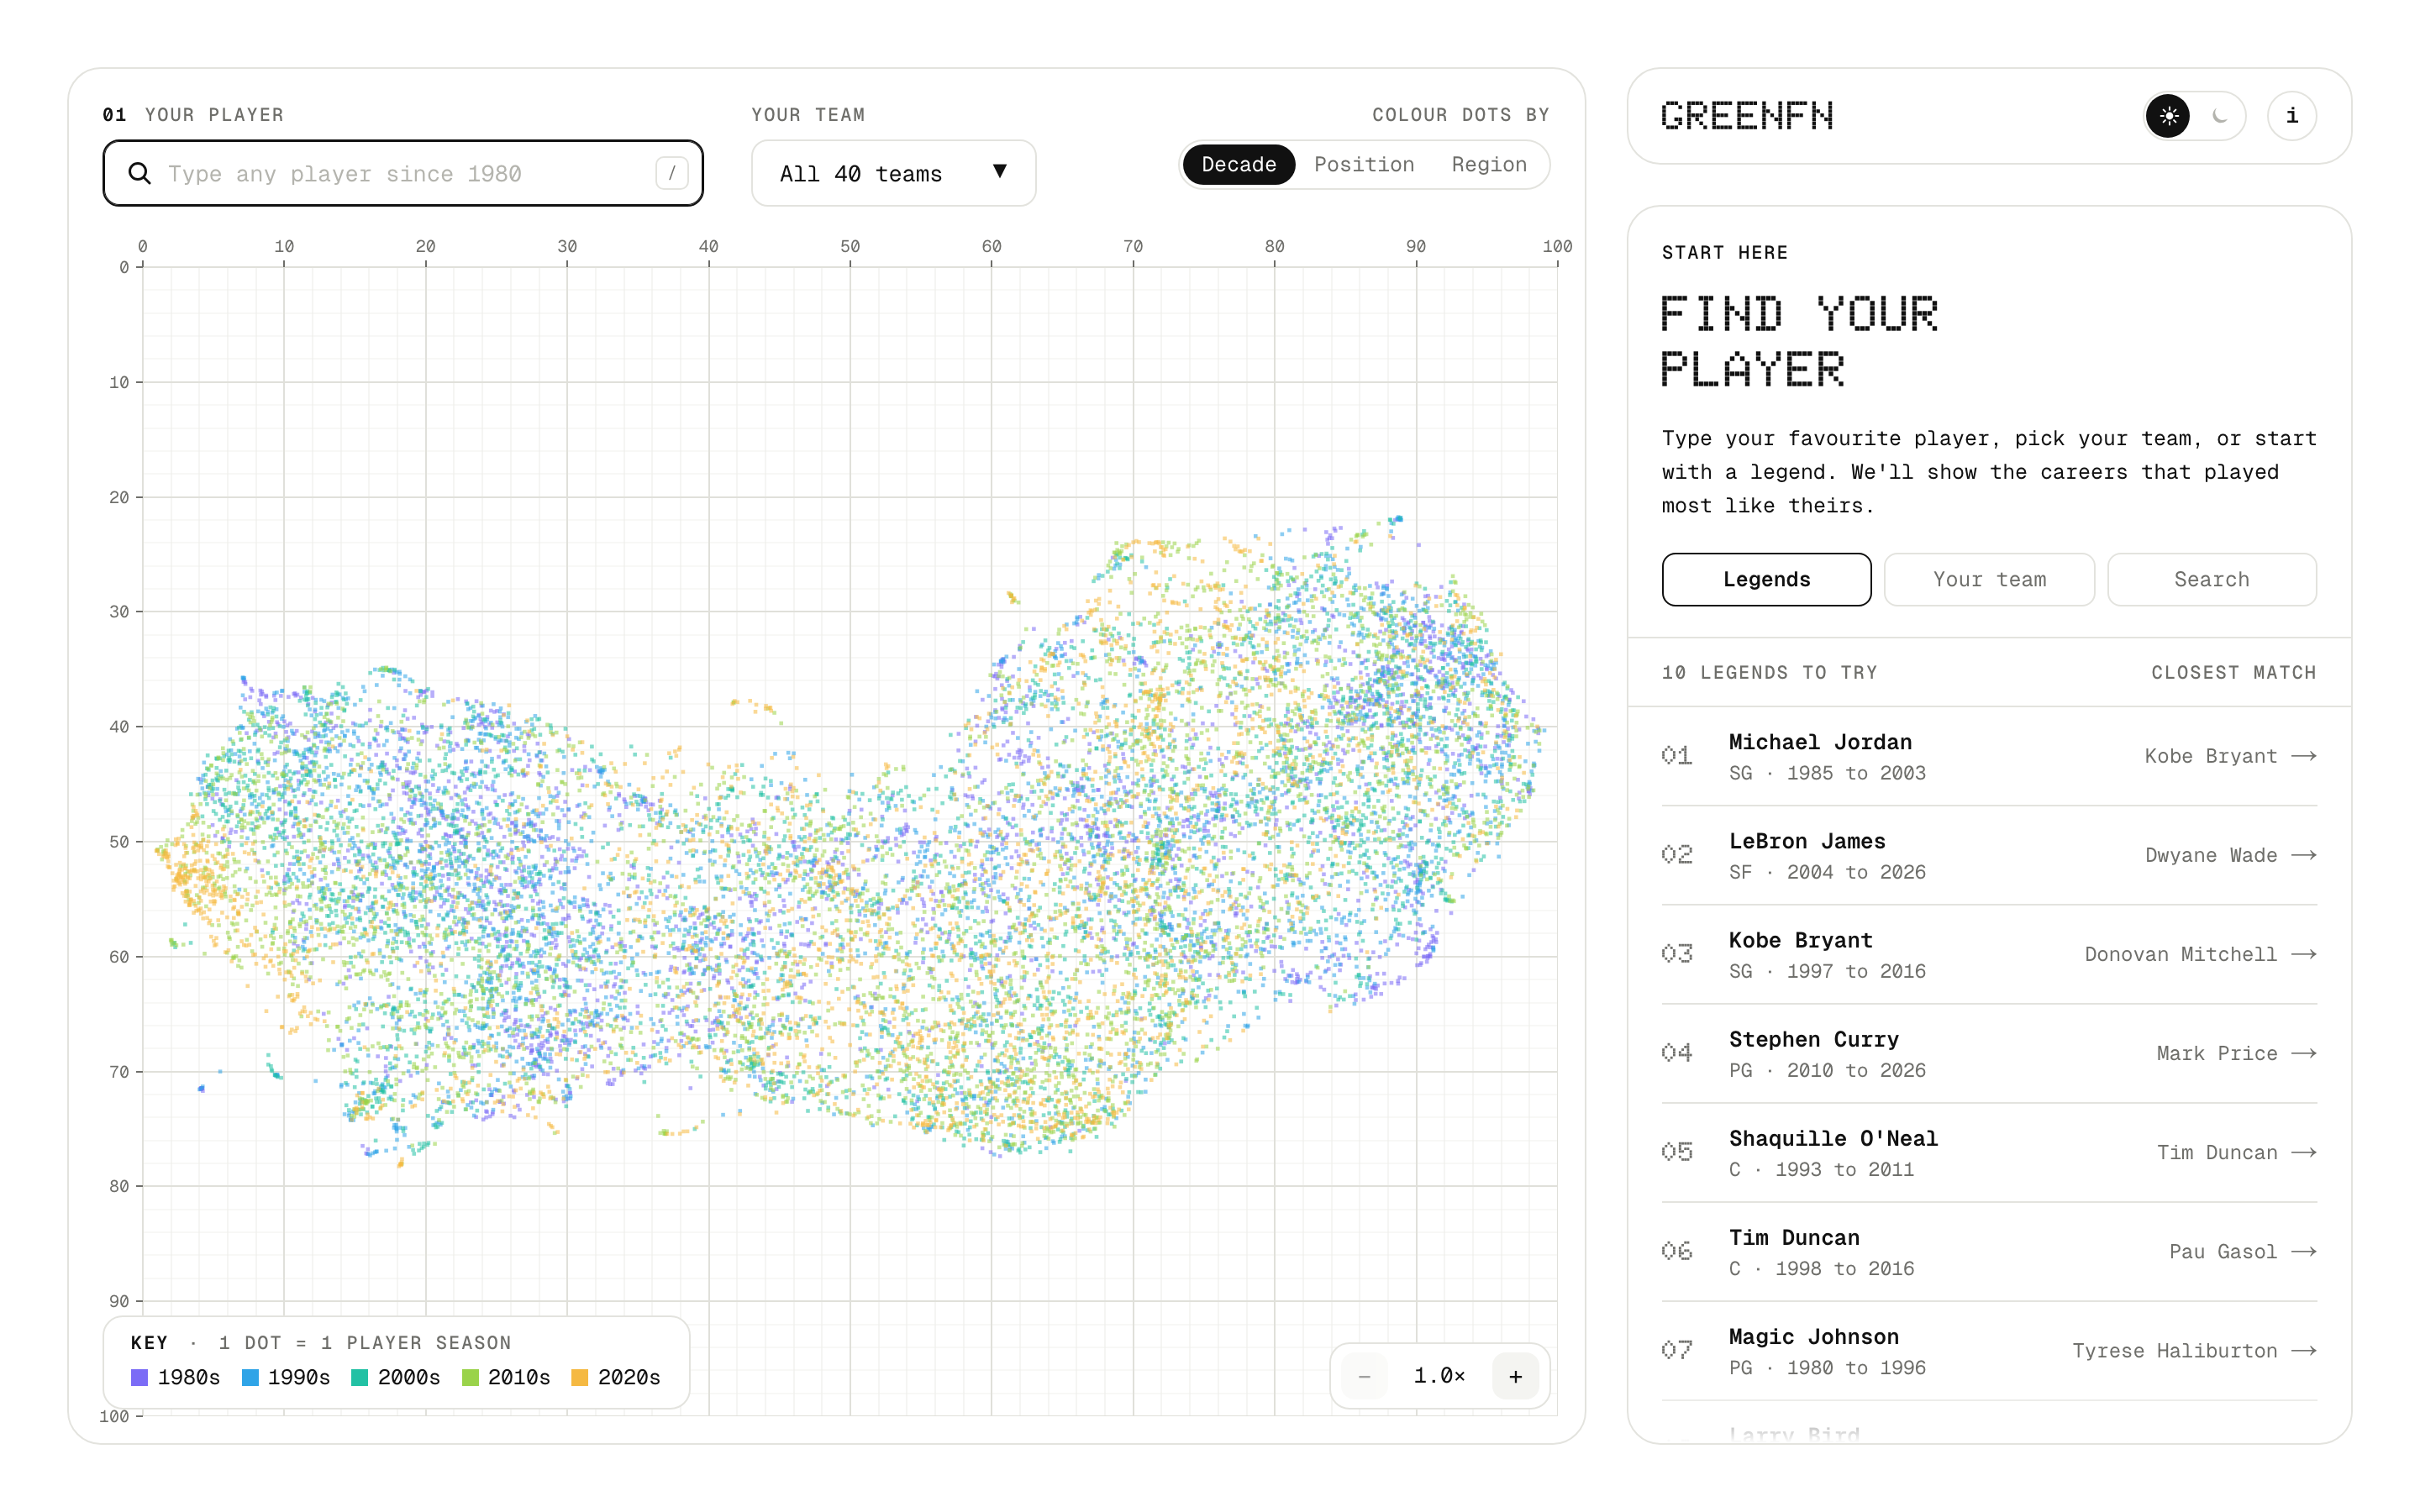 01 YOUR PLAYER
Type any player since 1980 /
YOUR TEAM
All 40 teams ▼
COLOUR DOTS BY
Decade Position Region
0 10 20 30 40 50 60 70 80 90 100
0
10
20
30
40
50
60
70
80
90
100
KEY · 1 DOT = 1 PLAYER SEASON
1980s 1990s 2000s 2010s 2020s
− 1.0× +
GREENFN
i
START HERE
FIND YOUR
PLAYER
Type your favourite player, pick your team, or start
with a legend. We'll show the careers that played
most like theirs.
Legends Your team Search
10 LEGENDS TO TRY CLOSEST MATCH
01 Michael Jordan Kobe Bryant →
SG · 1985 to 2003
02 LeBron James Dwyane Wade →
SF · 2004 to 2026
03 Kobe Bryant Donovan Mitchell →
SG · 1997 to 2016
04 Stephen Curry Mark Price →
PG · 2010 to 2026
05 Shaquille O'Neal Tim Duncan →
C · 1993 to 2011
06 Tim Duncan Pau Gasol →
C · 1998 to 2016
07 Magic Johnson Tyrese Haliburton →
PG · 1980 to 1996
Larry Bird